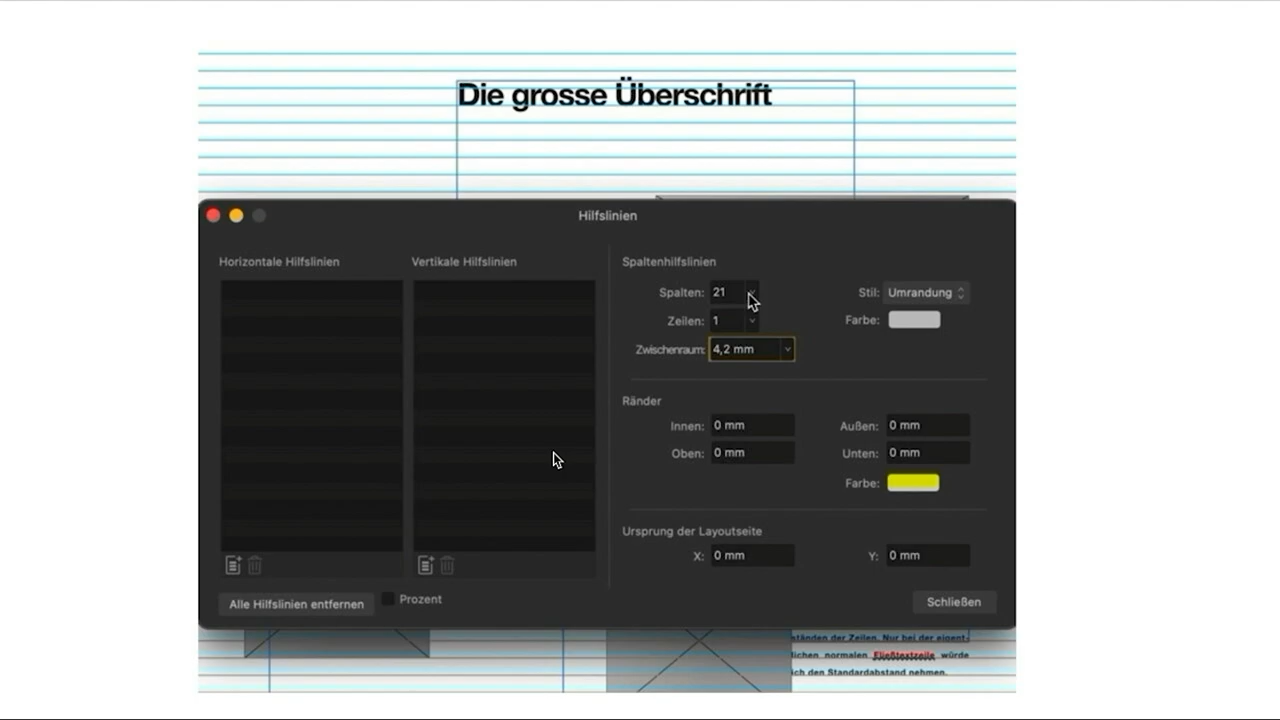 Die grosse Überschrift
Hilfslinien
Horizontale Hilfslinien
Vertikale Hilfslinien
Spaltenhilfslinien
Spalten: 21
Stil: Umrandung
Zeilen: 1
Farbe:
Zwischenraum: 4,2 mm
Ränder
Innen: 0 mm
Außen: 0 mm
Oben: 0 mm
Unten: 0 mm
Farbe:
Ursprung der Layoutseite
X: 0 mm
Y: 0 mm
Alle Hilfslinien entfernen
Prozent
Schließen
ständen der Zeilen. Nur bei der eigent-
lichen normalen Fließtextzeile würde
ich den Standardabstand nehmen.